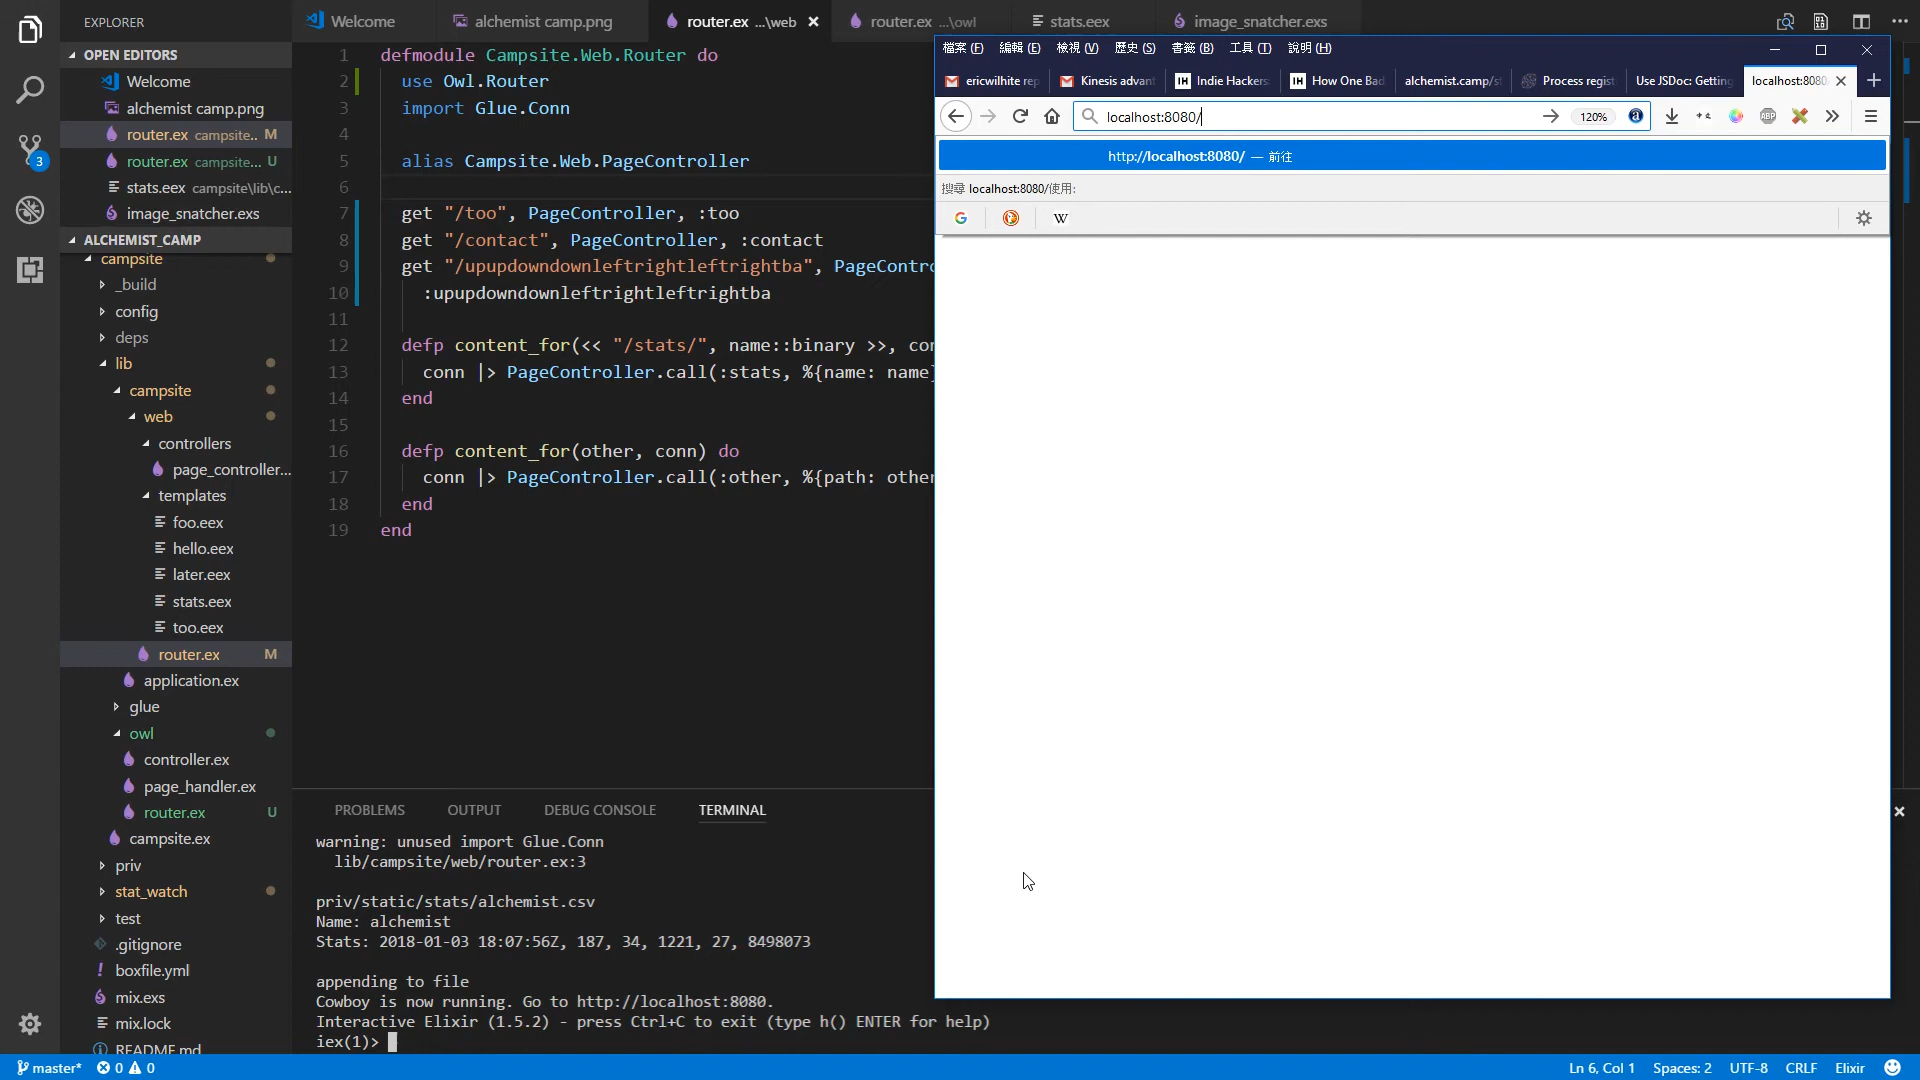 EXPLORER
OPEN EDITORS
Welcome
alchemist camp.png
router.ex campsite.. M
router.ex campsite... U
stats.eex campsite\lib\c...
image_snatcher.exs
ALCHEMIST_CAMP
campsite
_build
config
deps
lib
campsite
web
controllers
page_controller...
templates
foo.eex
hello.eex
later.eex
stats.eex
too.eex
router.ex M
application.ex
glue
owl
controller.ex
page_handler.ex
router.ex U
campsite.ex
priv
stat_watch
test
.gitignore
boxfile.yml
mix.exs
mix.lock
README.md
3
Welcome
alchemist camp.png
router.ex ...\web
router.ex ...\owl
stats.eex
image_snatcher.exs
1 defmodule Campsite.Web.Router do
2 use Owl.Router
3 import Glue.Conn
4
5 alias Campsite.Web.PageController
6
7 get "/too", PageController, :too
8 get "/contact", PageController, :contact
9 get "/upupdowndownleftrightleftrightba", PageContro
10 :upupdowndownleftrightleftrightba
11
12 defp content_for(<< "/stats/", name::binary >>, con
13 conn |> PageController.call(:stats, %{name: name}
14 end
15
16 defp content_for(other, conn) do
17 conn |> PageController.call(:other, %{path: other
18 end
19 end
檔案 (F) 編輯 (E) 檢視 (V) 歷史 (S) 書籤 (B) 工具 (T) 說明 (H)
ericwilhite rep
Kinesis advant
Indie Hackers
How One Bad
alchemist.camp/st
Process regist
Use JSDoc: Getting
localhost:8080/
localhost:8080/
120%
http://localhost:8080/ — 前往
搜尋 localhost:8080/使用:
PROBLEMS OUTPUT DEBUG CONSOLE TERMINAL
warning: unused import Glue.Conn
lib/campsite/web/router.ex:3
priv/static/stats/alchemist.csv
Name: alchemist
Stats: 2018-01-03 18:07:56Z, 187, 34, 1221, 27, 8498073
appending to file
Cowboy is now running. Go to http://localhost:8080.
Interactive Elixir (1.5.2) - press Ctrl+C to exit (type h() ENTER for help)
iex(1)>
master* 0 0
Ln 6, Col 1 Spaces: 2 UTF-8 CRLF Elixir